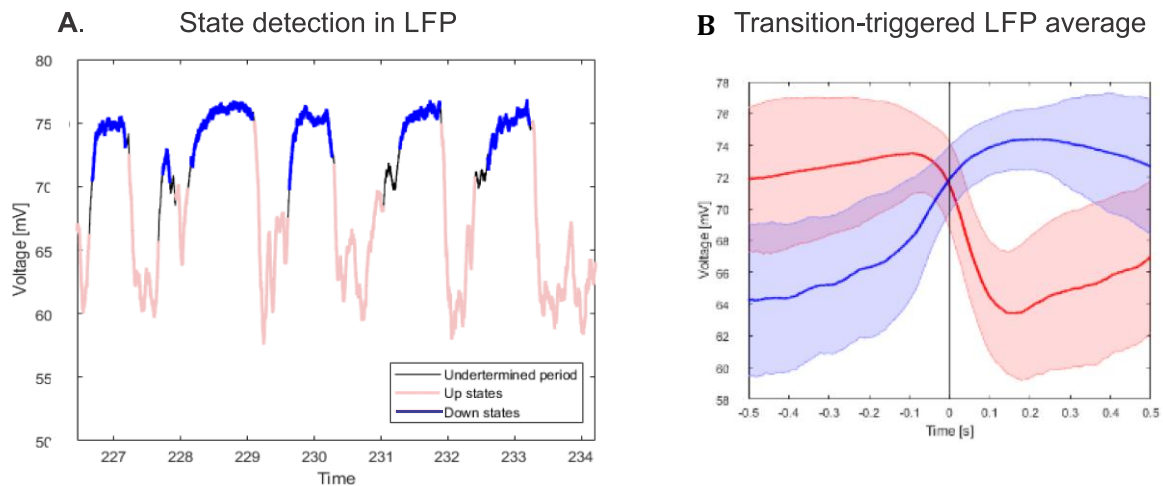 A. State detection in LFP
80
75
70
65
60
55
Voltage [mV]
Undertermined period
Up states
Down states
227 228 229 230 231 232 233 234
Time
B Transition-triggered LFP average
78
76
74
72
70
68
66
64
62
60
58
Voltage [mV]
-0.5 -0.4 -0.3 -0.2 -0.1 0 0.1 0.2 0.3 0.4 0.5
Time [s]